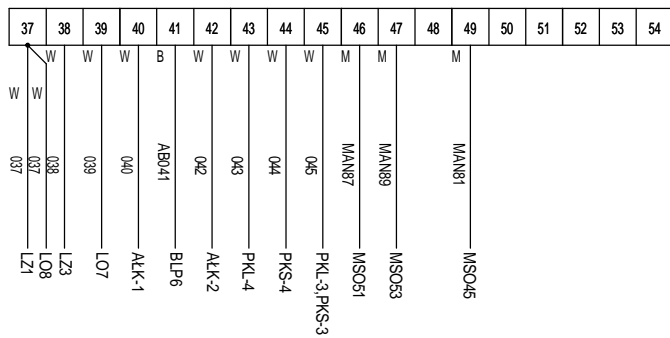 37 38 39 40 41 42 43 44 45 46 47 48 49 50 51 52 53 54
W W W B W W W W M M M
W W
037 037 038 039 040 AB041 042 043 044 045 MAN87 MAN89 MAN81
LZ1 LO8 LZ3 LO7 AŁK-1 BLP6 AŁK-2 PKL-4 PKS-4 PKL-3,PKS-3 MSO51 MSO53 MSO45